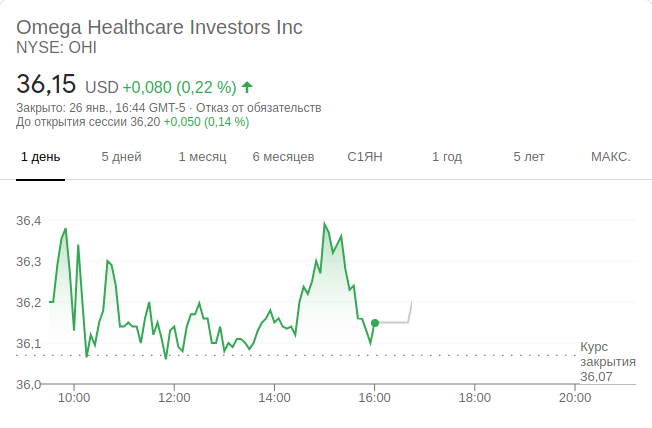 Omega Healthcare Investors Inc
NYSE: OHI
36,15 USD +0,080 (0,22 %)
Закрыто: 26 янв., 16:44 GMT-5 · Отказ от обязательств
До открытия сессии 36,20 +0,050 (0,14 %)
1 день 5 дней 1 месяц 6 месяцев С1ЯН 1 год 5 лет МАКС.
36,4
36,3
36,2
36,1
Курс
закрытия
36,07
36,0
10:00 12:00 14:00 16:00 18:00 20:00